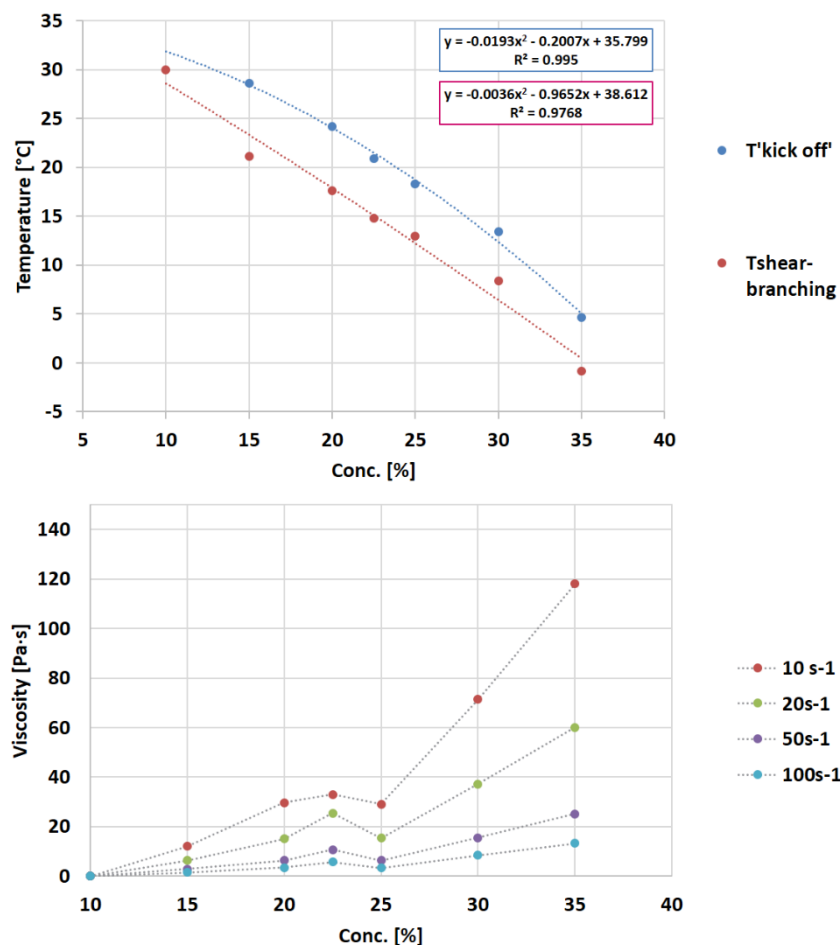 35
30
25
20
15
10
5
0
-5
Temperature [°C]
y = -0.0193x² - 0.2007x + 35.799
R² = 0.995
y = -0.0036x² - 0.9652x + 38.612
R² = 0.9768
T'kick off'
Tshear-
branching
5 10 15 20 25 30 35 40
Conc. [%]
140
120
100
80
60
40
20
0
Viscosity [Pa·s]
10 s-1
20s-1
50s-1
100s-1
10 15 20 25 30 35 40
Conc. [%]